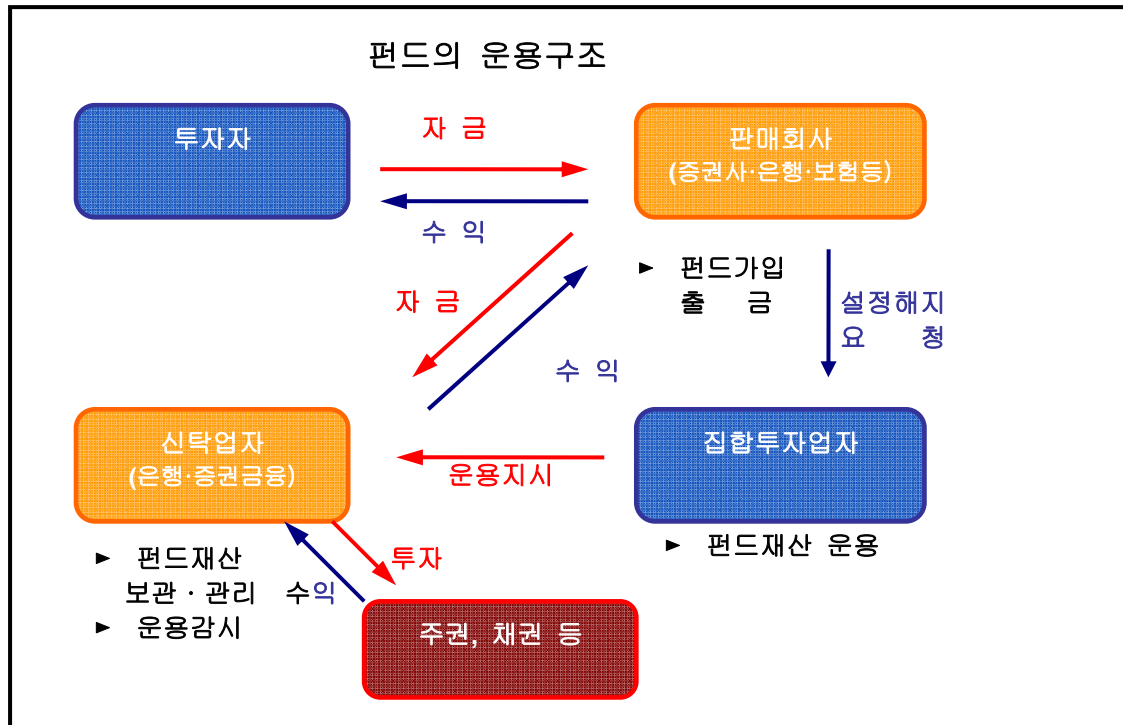 펀드의 운용구조
투자자
자 금
수 익
판매회사
(증권사·은행·보험등)
► 펀드가입
출 금
설정해지
요 청
자 금
수 익
신탁업자
(은행·증권금융)
운용지시
집합투자업자
► 펀드재산 운용
► 펀드재산
보관 · 관리
► 운용감시
수익
투자
주권, 채권 등